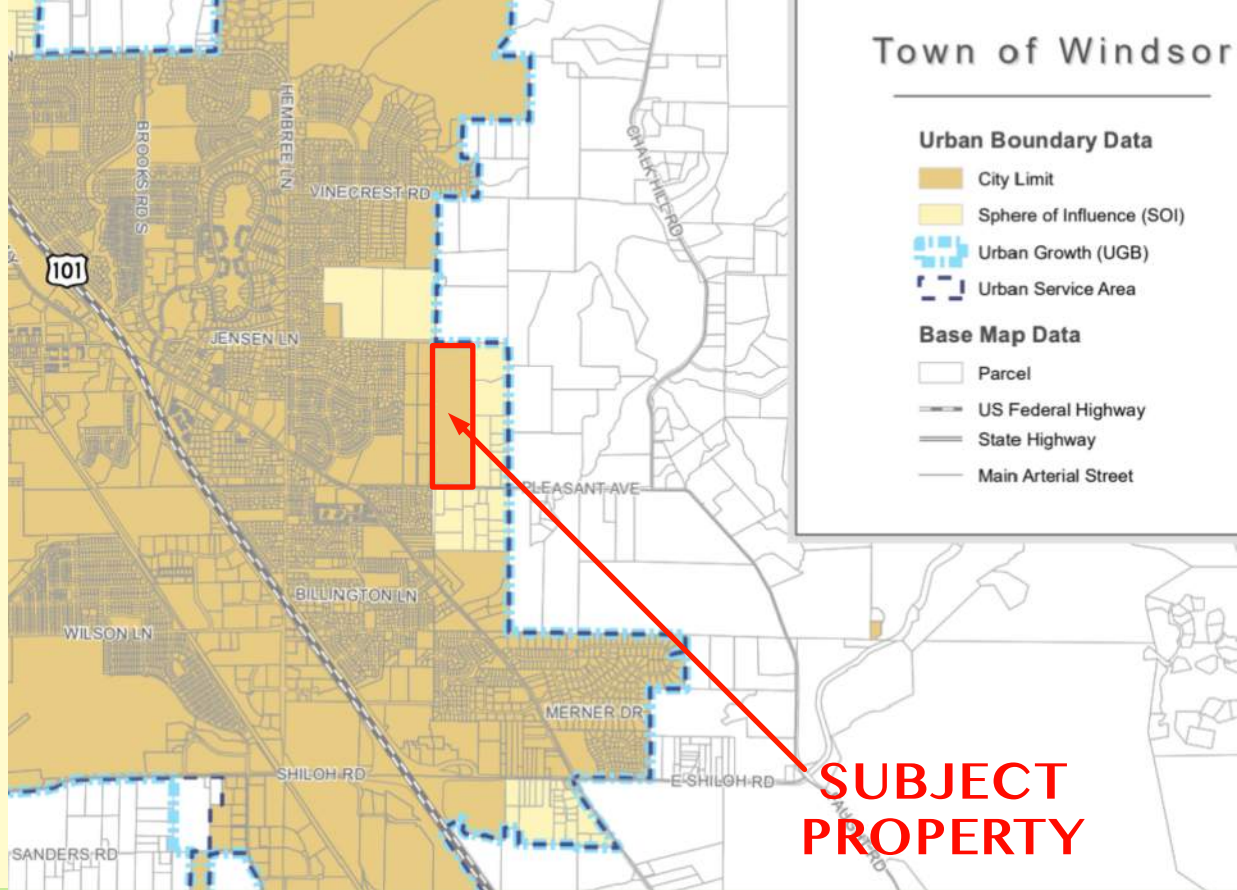 Town of Windsor
Urban Boundary Data
City Limit
Sphere of Influence (SOI)
Urban Growth (UGB)
Urban Service Area
Base Map Data
Parcel
US Federal Highway
State Highway
Main Arterial Street
HEMBREE LN
BROOKS RD S
CHALK HILL RD
VINECREST RD
101
JENSEN LN
PLEASANT AVE
BILLINGTON LN
WILSON LN
MERNER DR
SHILOH RD
E SHILOH RD
SUBJECT
PROPERTY
SANDERS RD